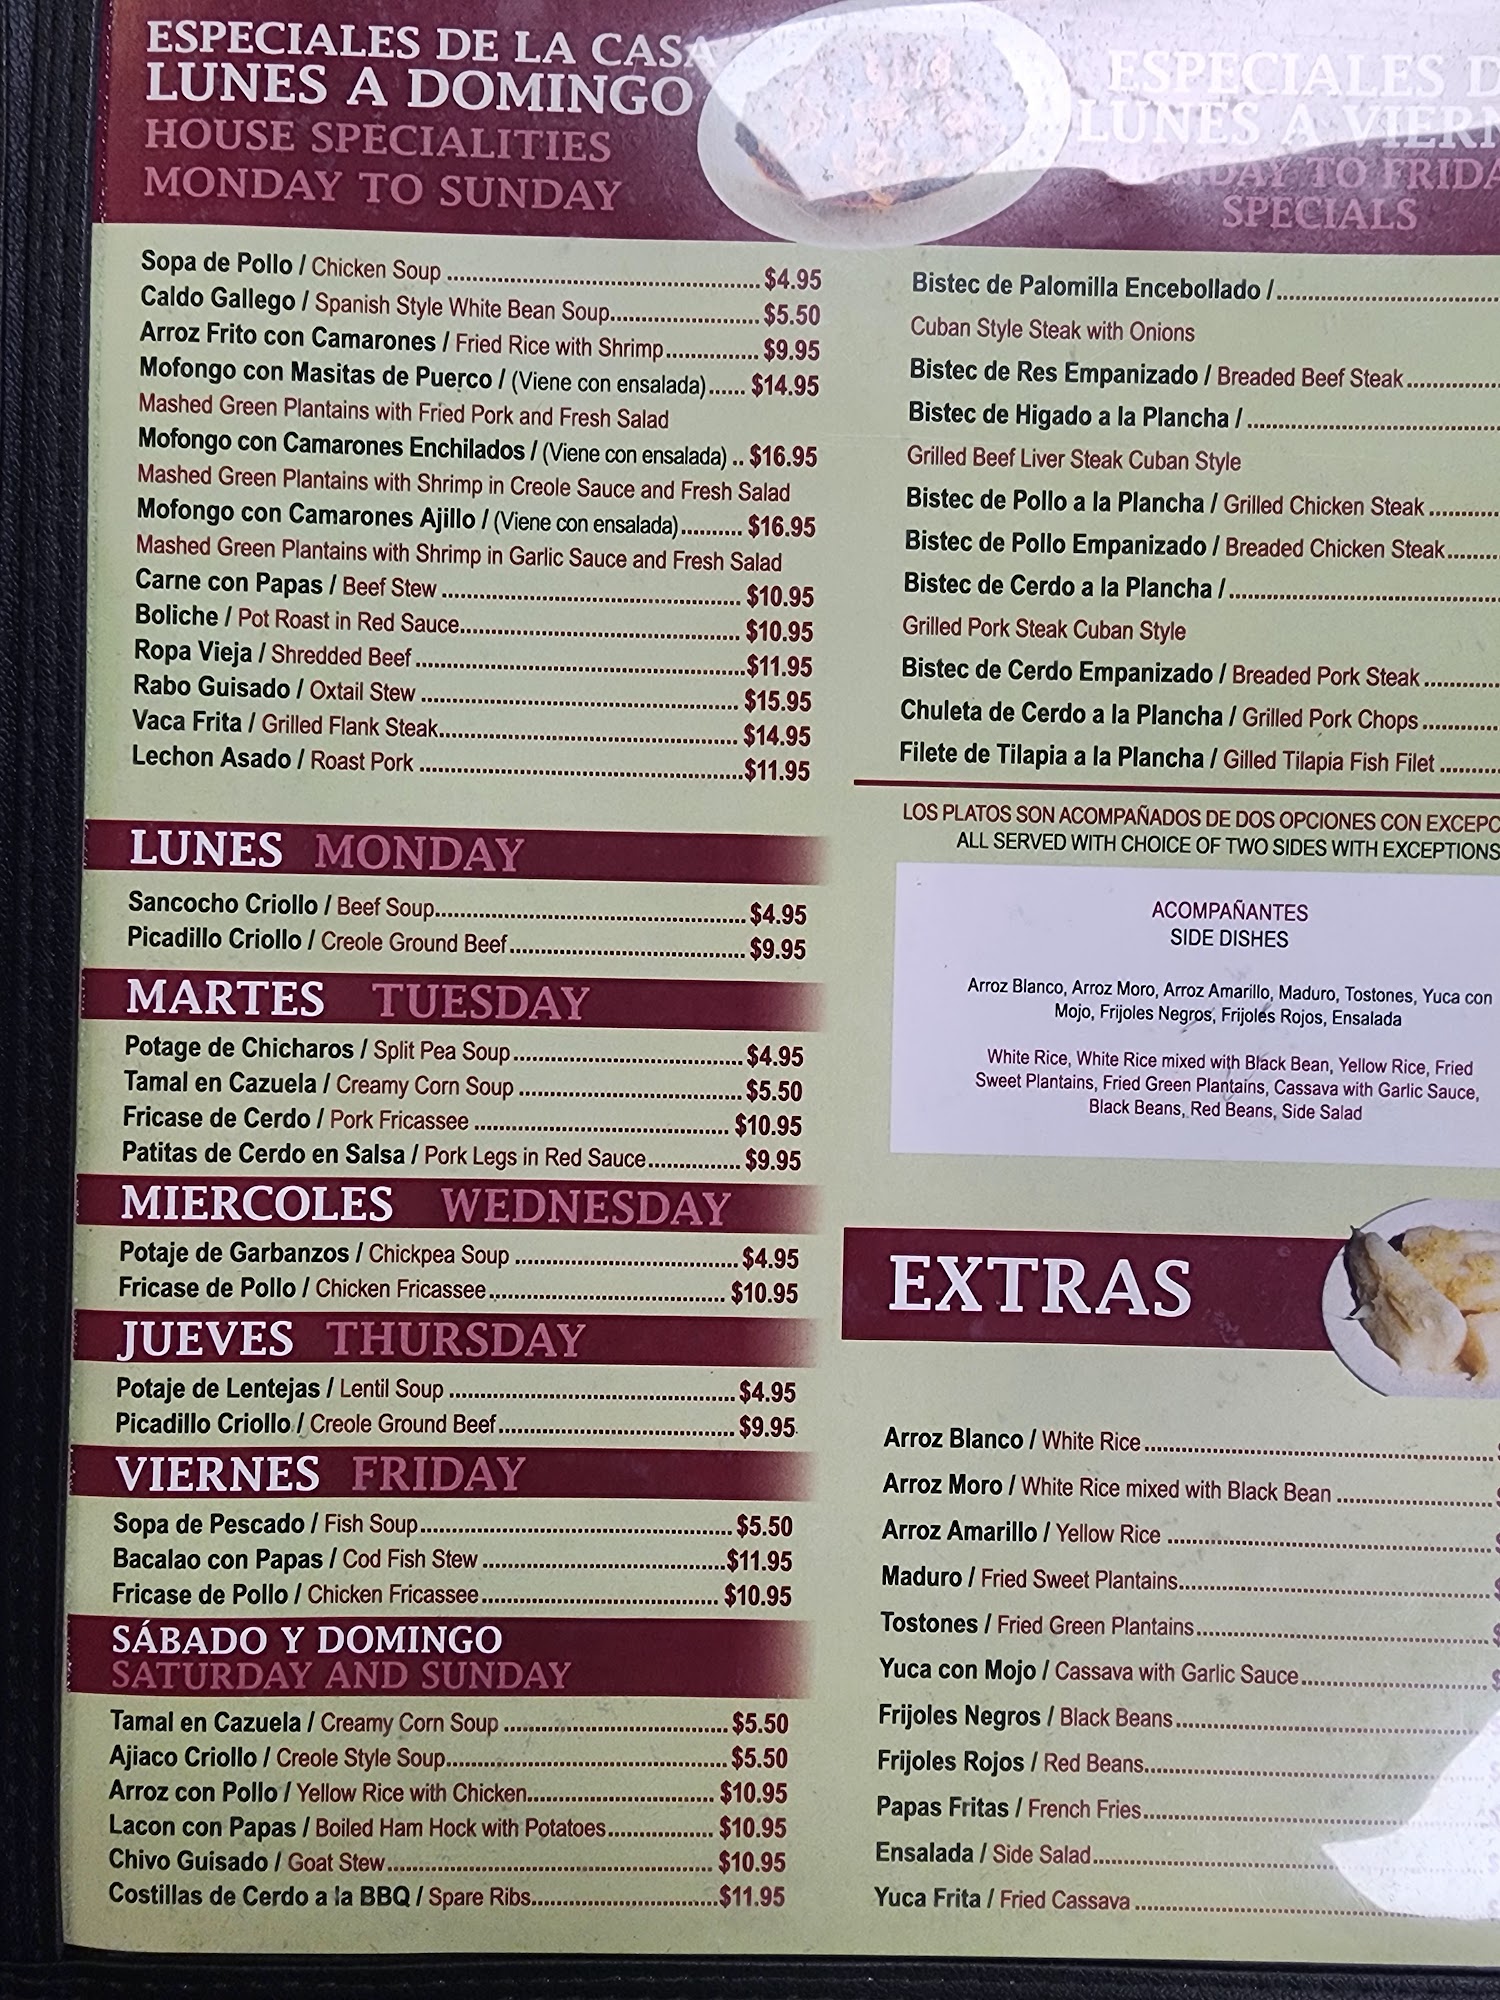 ESPECIALES DE LA CASA
LUNES A DOMINGO
HOUSE SPECIALITIES
MONDAY TO SUNDAY
Sopa de Pollo / Chicken Soup ........ $4.95
Caldo Gallego / Spanish Style White Bean Soup........ $5.50
Arroz Frito con Camarones / Fried Rice with Shrimp........ $9.95
Mofongo con Masitas de Puerco / (Viene con ensalada)...... $14.95
Mashed Green Plantains with Fried Pork and Fresh Salad
Mofongo con Camarones Enchilados / (Viene con ensalada) .. $16.95
Mashed Green Plantains with Shrimp in Creole Sauce and Fresh Salad
Mofongo con Camarones Ajillo / (Viene con ensalada).......... $16.95
Mashed Green Plantains with Shrimp in Garlic Sauce and Fresh Salad
Carne con Papas / Beef Stew ........ $10.95
Boliche / Pot Roast in Red Sauce........ $10.95
Ropa Vieja / Shredded Beef ........ $11.95
Rabo Guisado / Oxtail Stew ........ $15.95
Vaca Frita / Grilled Flank Steak........ $14.95
Lechon Asado / Roast Pork ........ $11.95
LUNES MONDAY
Sancocho Criollo / Beef Soup........ $4.95
Picadillo Criollo / Creole Ground Beef........ $9.95
MARTES TUESDAY
Potage de Chicharos / Split Pea Soup........ $4.95
Tamal en Cazuela / Creamy Corn Soup ........ $5.50
Fricase de Cerdo / Pork Fricassee ........ $10.95
Patitas de Cerdo en Salsa / Pork Legs in Red Sauce........ $9.95
MIERCOLES WEDNESDAY
Potaje de Garbanzos / Chickpea Soup ........ $4.95
Fricase de Pollo / Chicken Fricassee ........ $10.95
JUEVES THURSDAY
Potaje de Lentejas / Lentil Soup ........ $4.95
Picadillo Criollo / Creole Ground Beef........ $9.95
VIERNES FRIDAY
Sopa de Pescado / Fish Soup........ $5.50
Bacalao con Papas / Cod Fish Stew ........ $11.95
Fricase de Pollo / Chicken Fricassee........ $10.95
SÁBADO Y DOMINGO
SATURDAY AND SUNDAY
Tamal en Cazuela / Creamy Corn Soup ........ $5.50
Ajiaco Criollo / Creole Style Soup........ $5.50
Arroz con Pollo / Yellow Rice with Chicken........ $10.95
Lacon con Papas / Boiled Ham Hock with Potatoes........ $10.95
Chivo Guisado / Goat Stew........ $10.95
Costillas de Cerdo a la BBQ / Spare Ribs........ $11.95
ESPECIALES D
LUNES A VIERN
NDAY TO FRIDA
SPECIALS
Bistec de Palomilla Encebollado /........
Cuban Style Steak with Onions
Bistec de Res Empanizado / Breaded Beef Steak........
Bistec de Higado a la Plancha /........
Grilled Beef Liver Steak Cuban Style
Bistec de Pollo a la Plancha / Grilled Chicken Steak ........
Bistec de Pollo Empanizado / Breaded Chicken Steak........
Bistec de Cerdo a la Plancha /........
Grilled Pork Steak Cuban Style
Bistec de Cerdo Empanizado / Breaded Pork Steak ........
Chuleta de Cerdo a la Plancha / Grilled Pork Chops ........
Filete de Tilapia a la Plancha / Gilled Tilapia Fish Filet ........
LOS PLATOS SON ACOMPAÑADOS DE DOS OPCIONES CON EXCEPC
ALL SERVED WITH CHOICE OF TWO SIDES WITH EXCEPTIONS
ACOMPAÑANTES
SIDE DISHES
Arroz Blanco, Arroz Moro, Arroz Amarillo, Maduro, Tostones, Yuca con
Mojo, Frijoles Negros, Frijoles Rojos, Ensalada
White Rice, White Rice mixed with Black Bean, Yellow Rice, Fried
Sweet Plantains, Fried Green Plantains, Cassava with Garlic Sauce,
Black Beans, Red Beans, Side Salad
EXTRAS
Arroz Blanco / White Rice ........
Arroz Moro / White Rice mixed with Black Bean ........
Arroz Amarillo / Yellow Rice ........
Maduro / Fried Sweet Plantains........
Tostones / Fried Green Plantains........
Yuca con Mojo / Cassava with Garlic Sauce........
Frijoles Negros / Black Beans ........
Frijoles Rojos / Red Beans........
Papas Fritas / French Fries........
Ensalada / Side Salad........
Yuca Frita / Fried Cassava ........